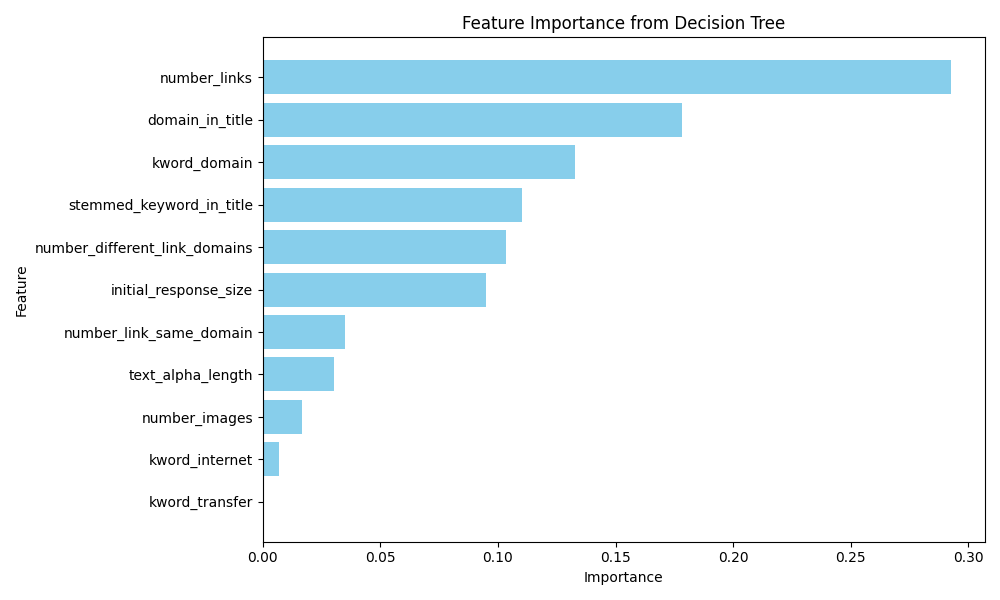 Feature Importance from Decision Tree
number_links
domain_in_title
kword_domain
stemmed_keyword_in_title
number_different_link_domains
initial_response_size
number_link_same_domain
text_alpha_length
number_images
kword_internet
kword_transfer
Feature
0.00 0.05 0.10 0.15 0.20 0.25 0.30
Importance